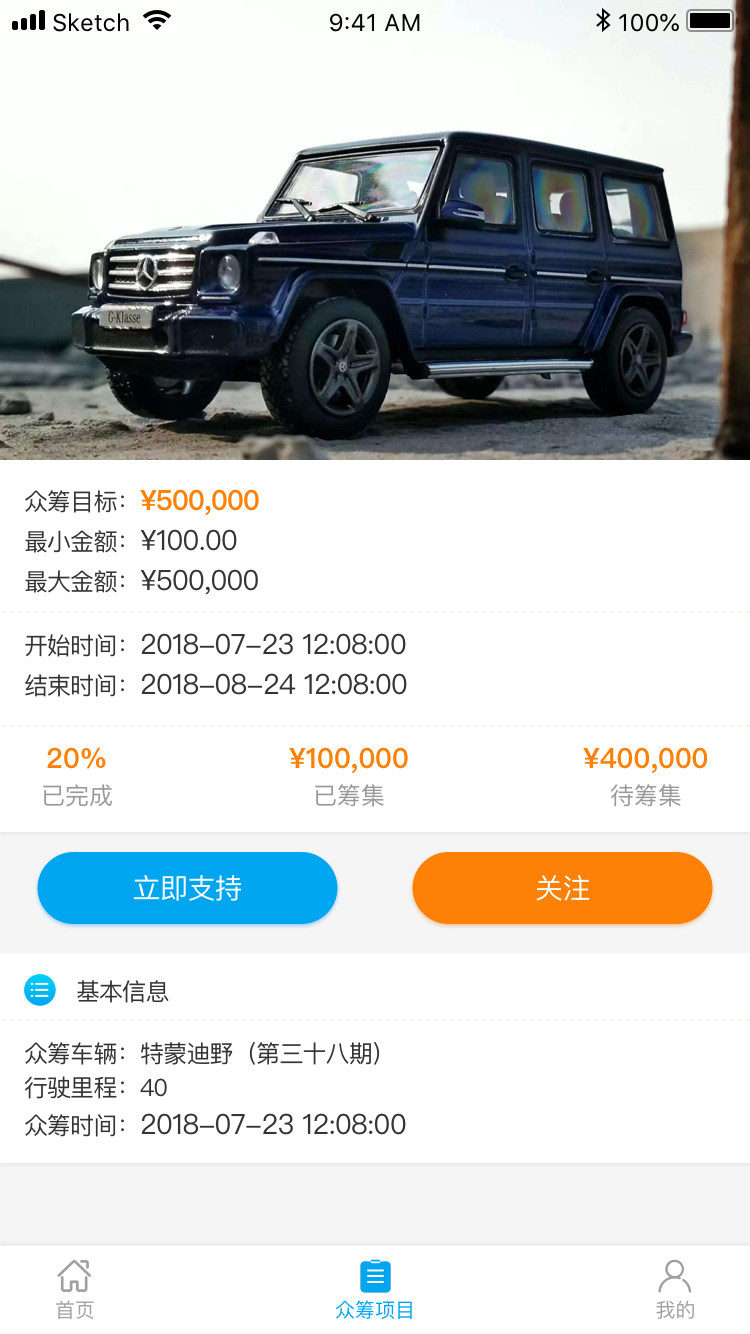 Sketch 9:41 AM 100%
G-Klasse
众筹目标: ¥500,000
最小金额: ¥100.00
最大金额: ¥500,000
开始时间: 2018–07–23 12:08:00
结束时间: 2018–08–24 12:08:00
20% ¥100,000 ¥400,000
已完成 已筹集 待筹集
立即支持 关注
基本信息
众筹车辆: 特蒙迪野（第三十八期）
行驶里程: 40
众筹时间: 2018–07–23 12:08:00
首页 众筹项目 我的